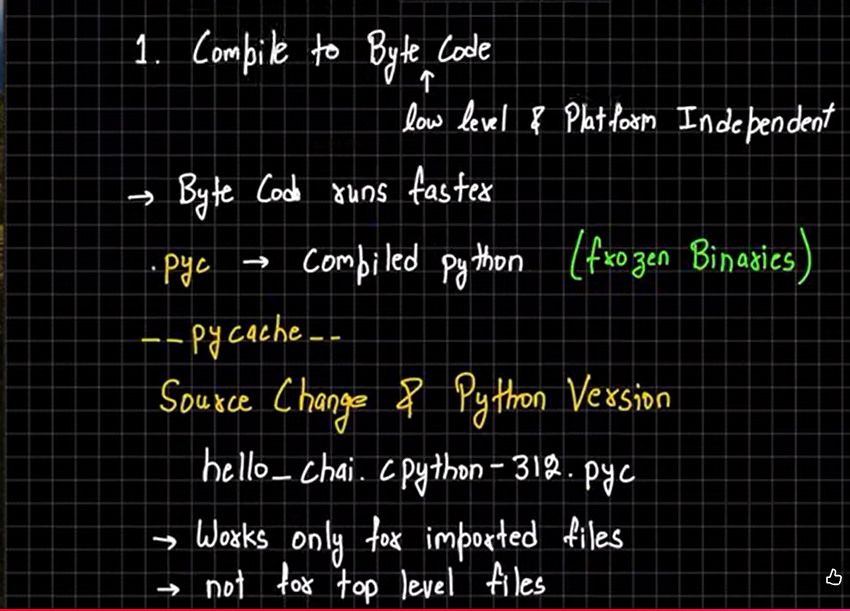 1. Compile to Byte Code
↑
low level & Platform Independent
→ Byte Cod runs faster
.pyc → Compiled python (frozen Binaries)
__pycache__
Source Change & Python Version
hello_chai.cpython-312.pyc
→ Works only for imported files
→ not for top level files